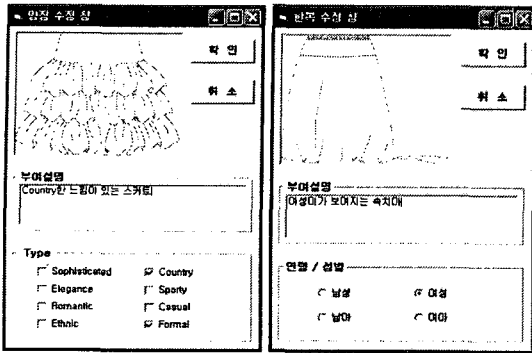 양장 수정 창
확 인
취 소
부여설명
Country한 느낌이 있는 스커트
Type
Sophisticated
Country
Elegance
Sporty
Romantic
Casual
Ethnic
Formal
한복 수정 창
확 인
취 소
부여설명
여성미가 보여지는 속치마
연령 / 성별
남성
여성
남아
여아